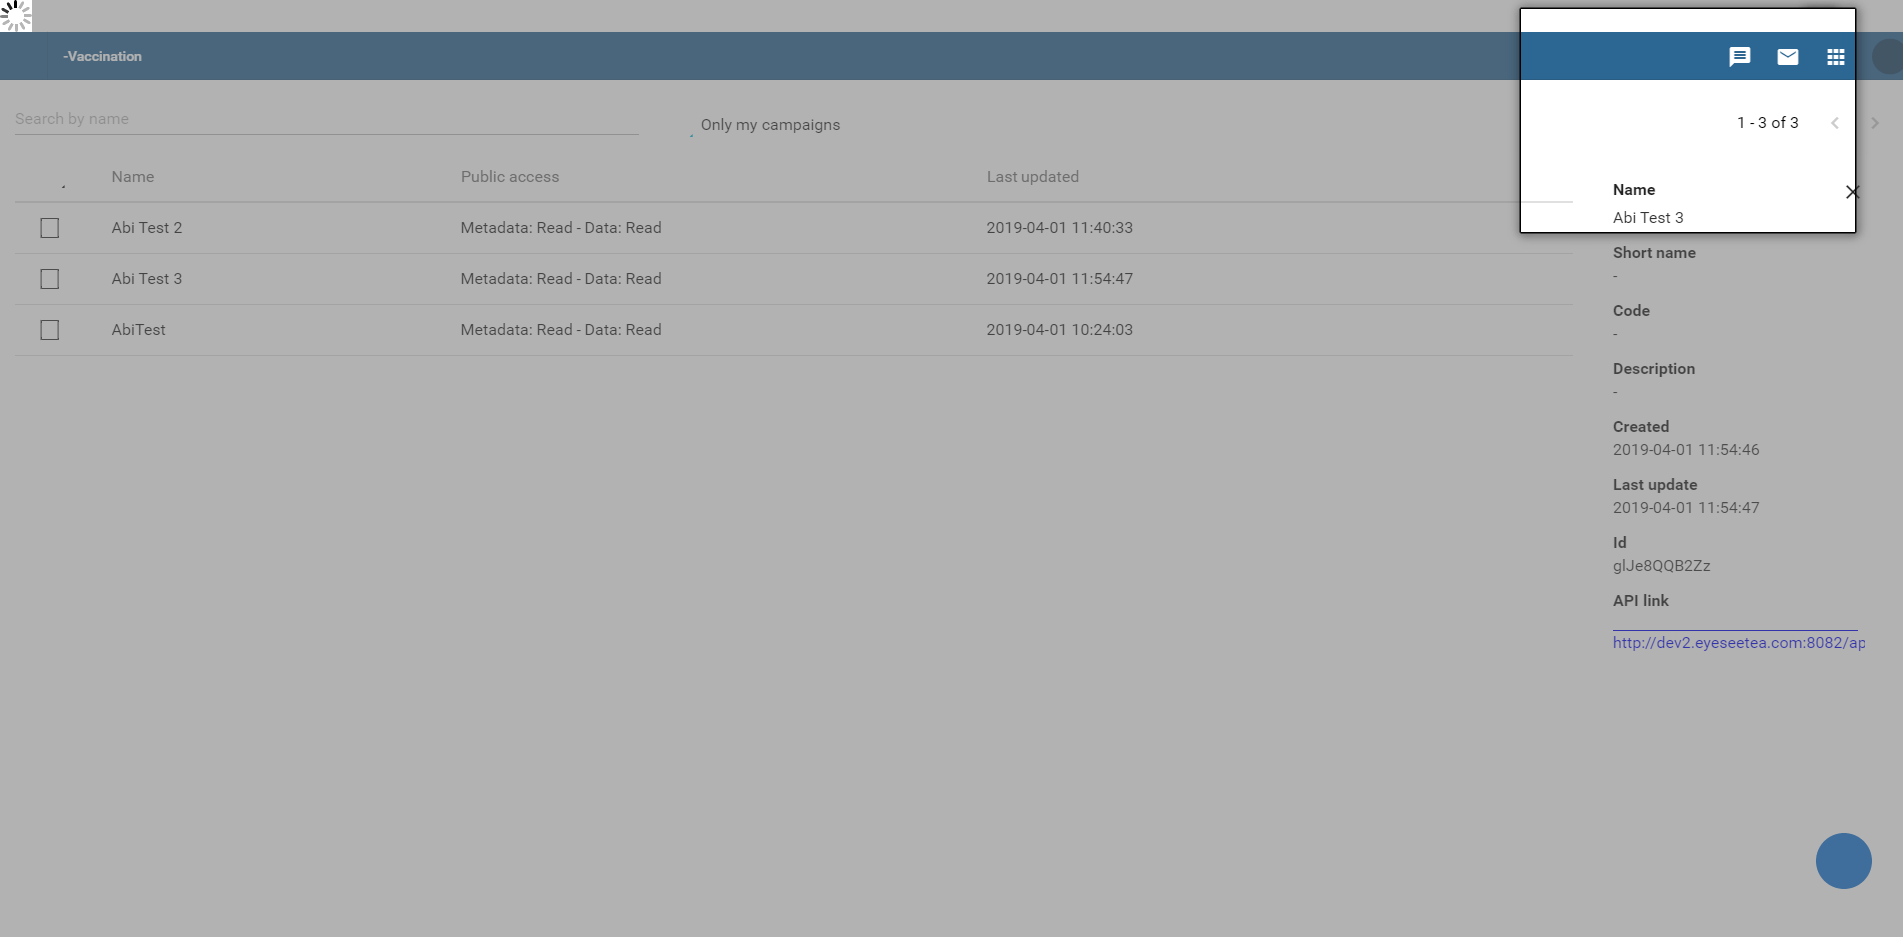 -Vaccination
Search by name
Only my campaigns
1 - 3 of 3
Name Public access Last updated
Abi Test 2 Metadata: Read - Data: Read 2019-04-01 11:40:33
Abi Test 3 Metadata: Read - Data: Read 2019-04-01 11:54:47
AbiTest Metadata: Read - Data: Read 2019-04-01 10:24:03
Name
Abi Test 3
Short name
-
Code
-
Description
-
Created
2019-04-01 11:54:46
Last update
2019-04-01 11:54:47
Id
glJe8QQB2Zz
API link
http://dev2.eyeseetea.com:8082/ap